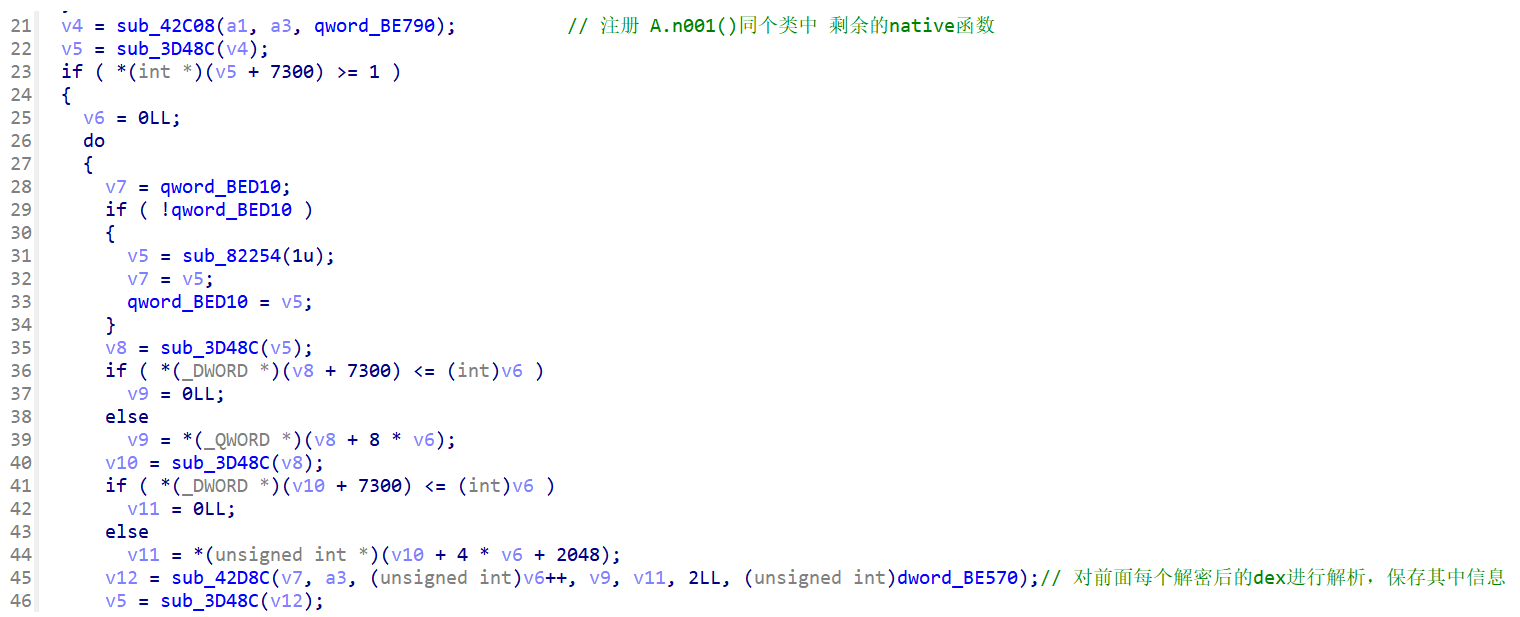 21 v4 = sub_42C08(a1, a3, qword_BE790); // 注册 A.n001()同个类中 剩余的native函数
22 v5 = sub_3D48C(v4);
23 if ( *(int *)(v5 + 7300) >= 1 )
24 {
25 v6 = 0LL;
26 do
27 {
28 v7 = qword_BED10;
29 if ( !qword_BED10 )
30 {
31 v5 = sub_82254(1u);
32 v7 = v5;
33 qword_BED10 = v5;
34 }
35 v8 = sub_3D48C(v5);
36 if ( *(_DWORD *)(v8 + 7300) <= (int)v6 )
37 v9 = 0LL;
38 else
39 v9 = *(_QWORD *)(v8 + 8 * v6);
40 v10 = sub_3D48C(v8);
41 if ( *(_DWORD *)(v10 + 7300) <= (int)v6 )
42 v11 = 0LL;
43 else
44 v11 = *(unsigned int *)(v10 + 4 * v6 + 2048);
45 v12 = sub_42D8C(v7, a3, (unsigned int)v6++, v9, v11, 2LL, (unsigned int)dword_BE570);// 对前面每个解密后的dex进行解析，保存其中信息
46 v5 = sub_3D48C(v12);